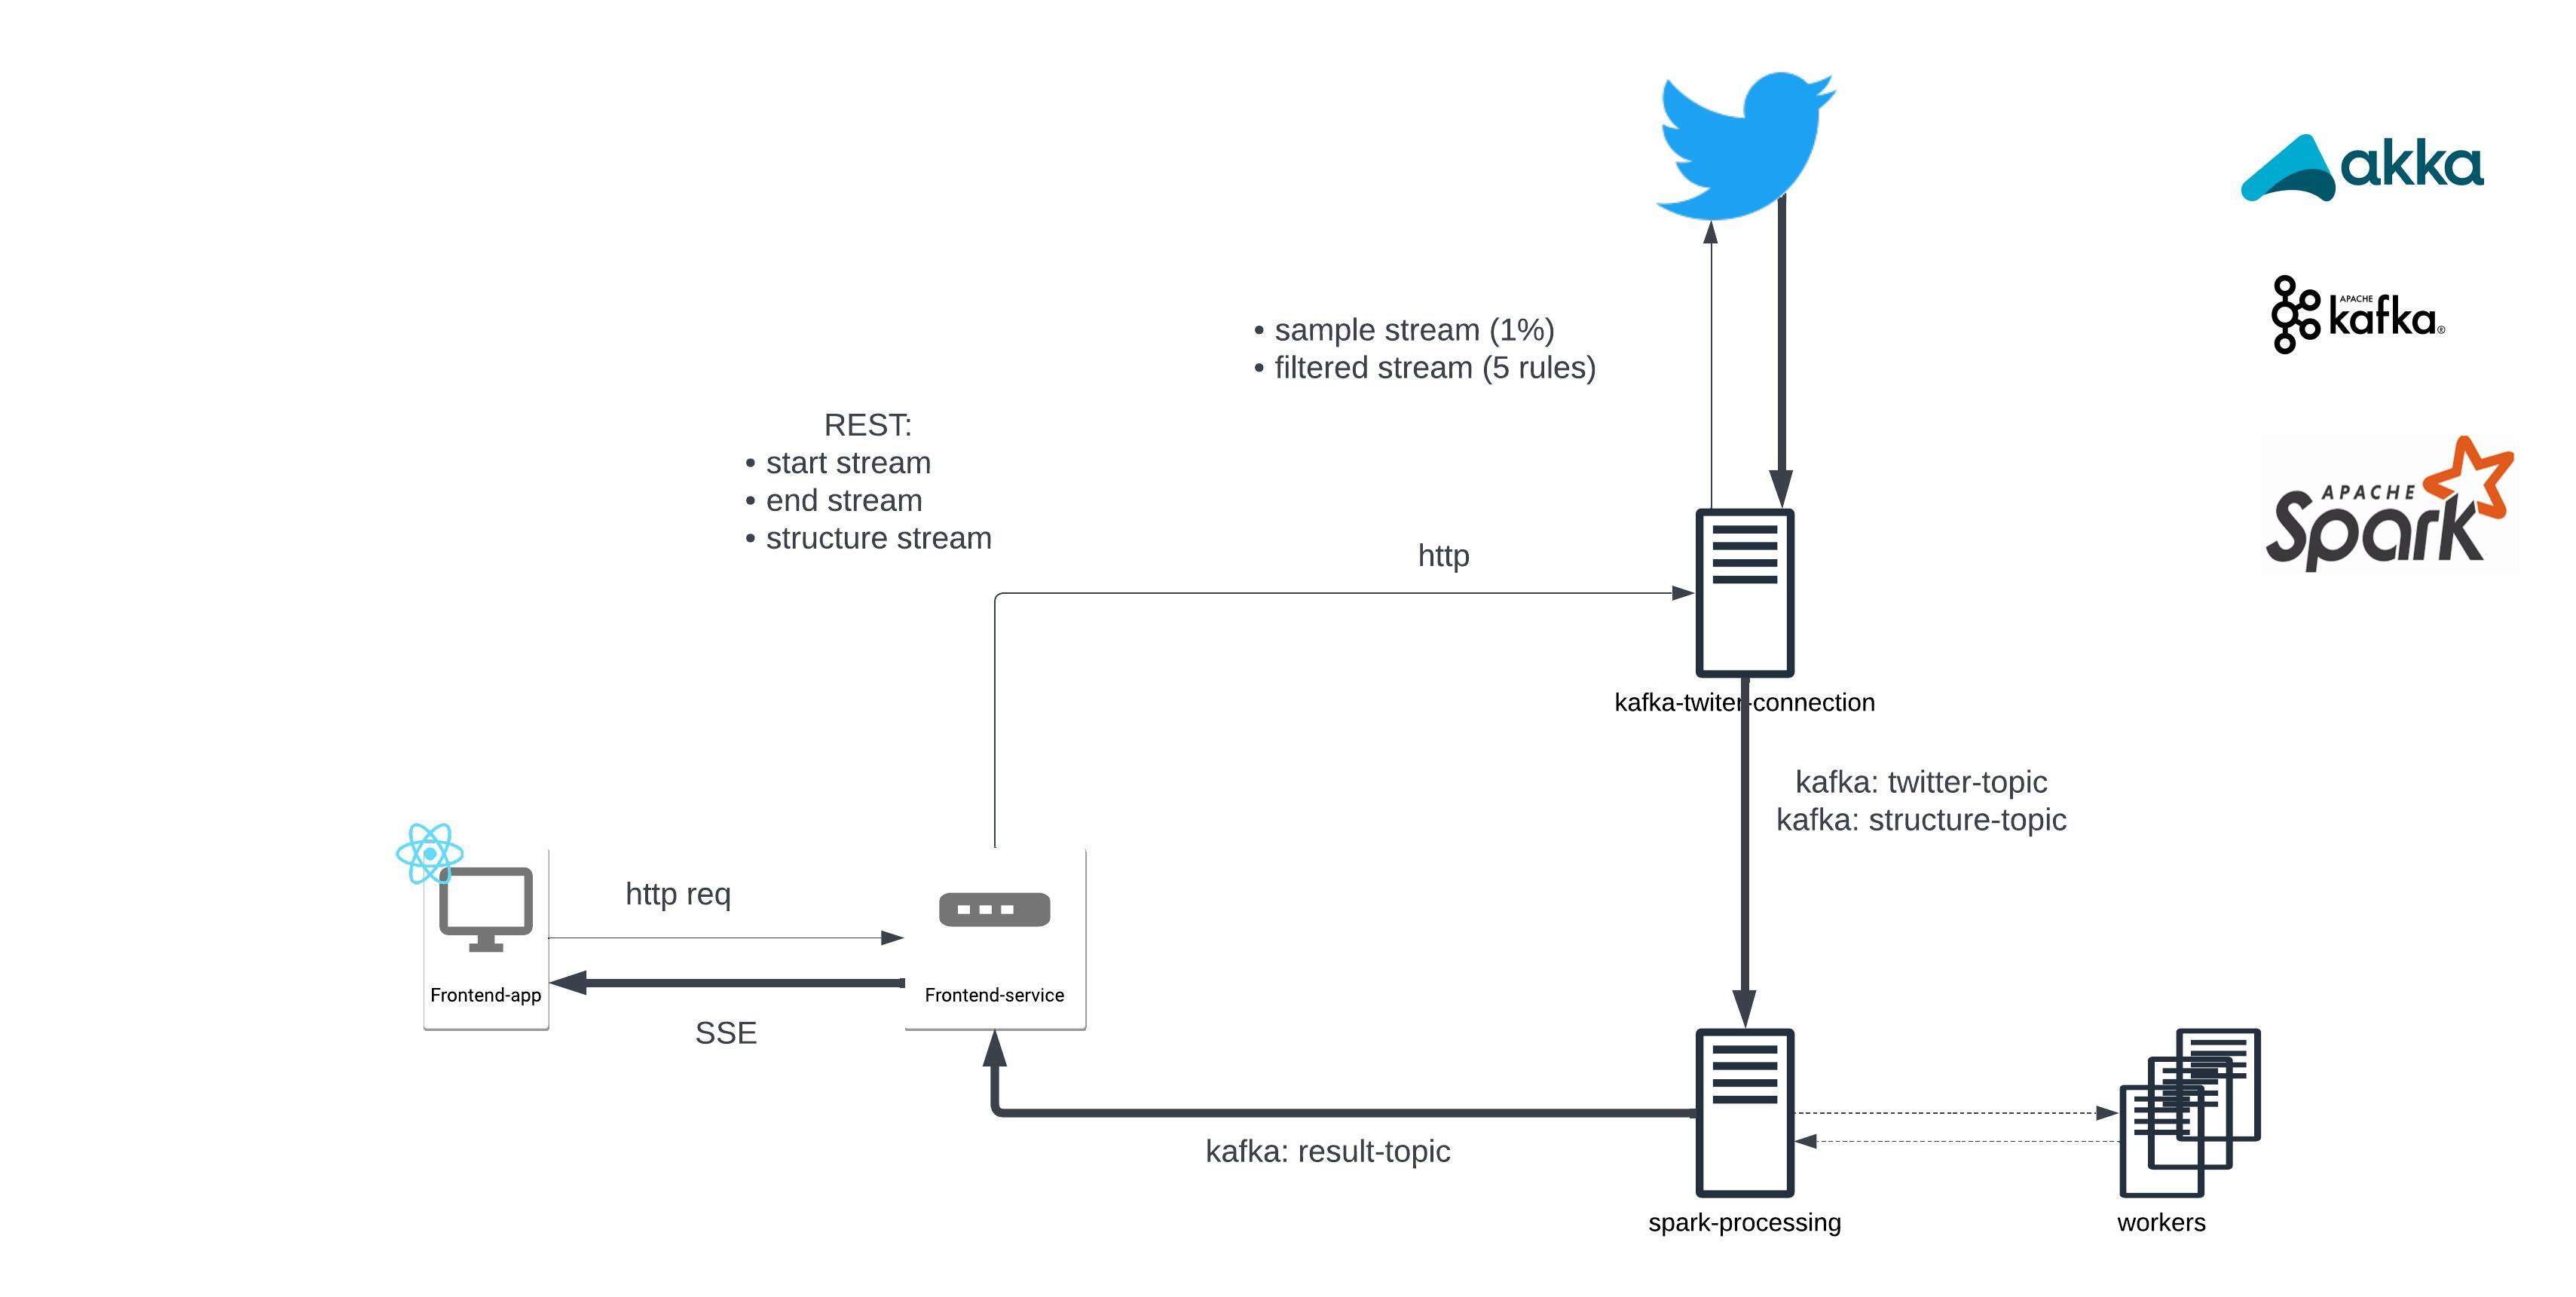 akka
APACHE
kafka®
• sample stream (1%)
• filtered stream (5 rules)
REST:
• start stream
• end stream
• structure stream
APACHE
Spark
http
kafka-twiter-connection
kafka: twitter-topic
kafka: structure-topic
http req
Frontend-app
Frontend-service
SSE
kafka: result-topic
spark-processing
workers